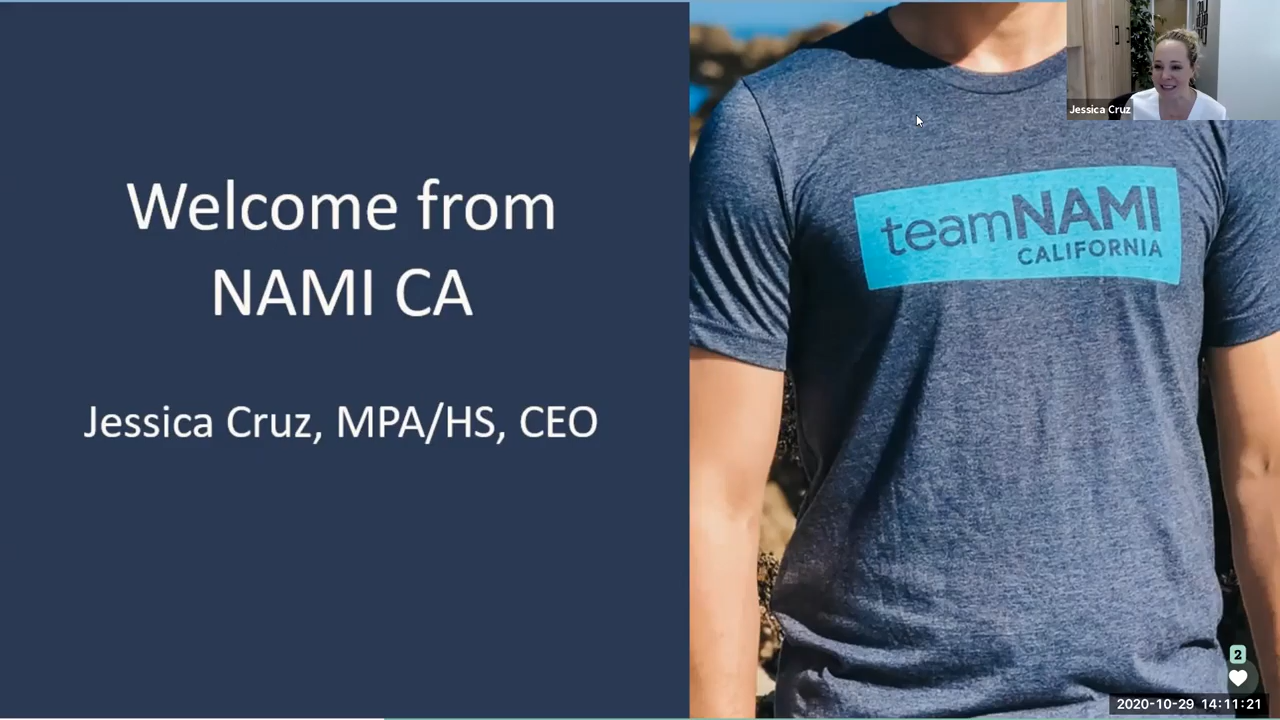 Welcome from
NAMI CA
Jessica Cruz, MPA/HS, CEO
teamNAMI
CALIFORNIA
Jessica Cruz
2
2020-10-29 14:11:21